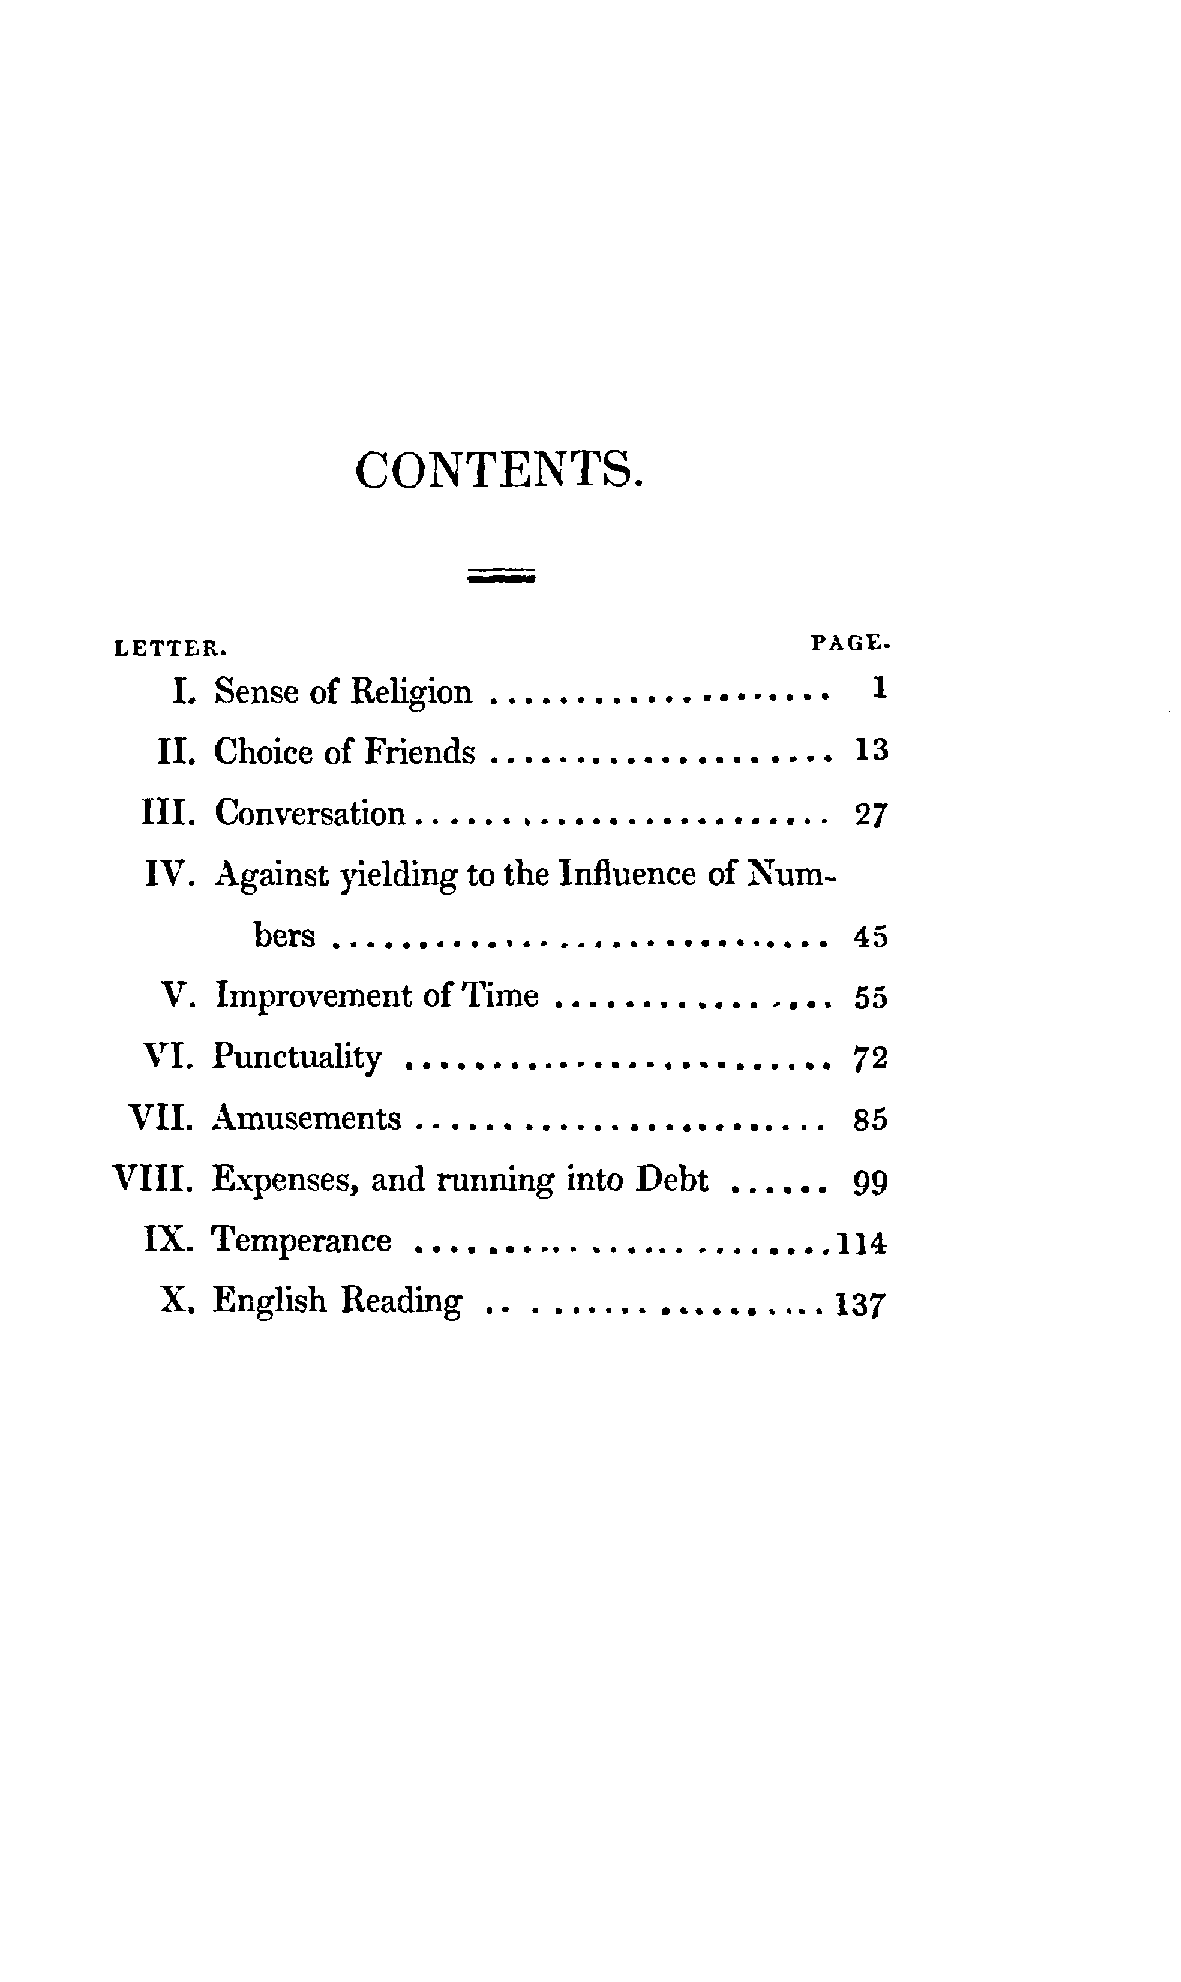 CONTENTS.
LETTER. PAGE.
I. Sense of Religion .................... 1
II. Choice of Friends .................... 13
III. Conversation ........................ 27
IV. Against yielding to the Influence of Num-
bers ............................. 45
V. Improvement of Time ................ 55
VI. Punctuality ......................... 72
VII. Amusements ........................ 85
VIII. Expenses, and running into Debt ...... 99
IX. Temperance ........................ 114
X. English Reading .................... 137